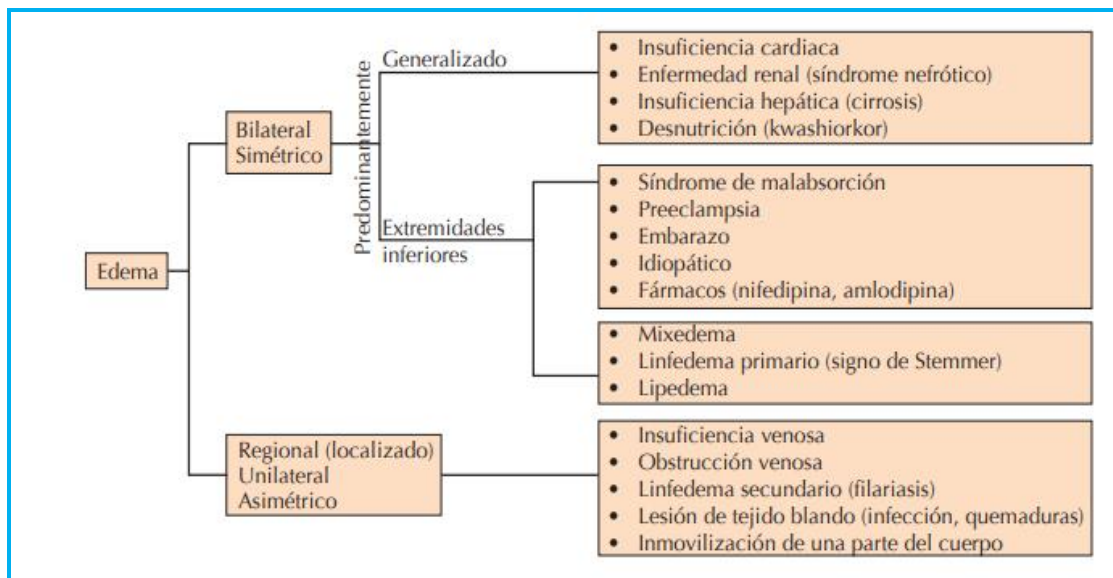 Edema
Bilateral
Simétrico
Predominantemente
Generalizado
• Insuficiencia cardiaca
• Enfermedad renal (síndrome nefrótico)
• Insuficiencia hepática (cirrosis)
• Desnutrición (kwashiorkor)
Extremidades
inferiores
• Síndrome de malabsorción
• Preeclampsia
• Embarazo
• Idiopático
• Fármacos (nifedipina, amlodipina)
• Mixedema
• Linfedema primario (signo de Stemmer)
• Lipedema
Regional (localizado)
Unilateral
Asimétrico
• Insuficiencia venosa
• Obstrucción venosa
• Linfedema secundario (filariasis)
• Lesión de tejido blando (infección, quemaduras)
• Inmovilización de una parte del cuerpo